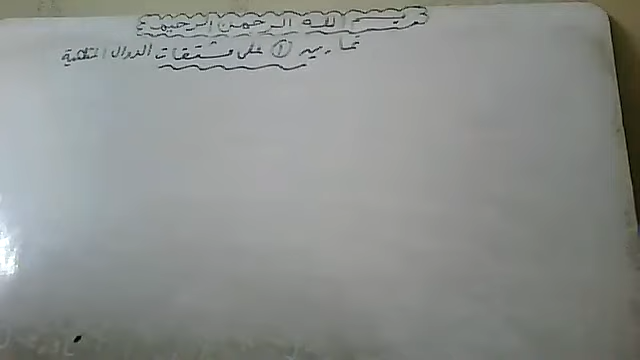 بسم الله الرحمن الرحيم
تمارين ① على مشتقات الدوال المثلثية